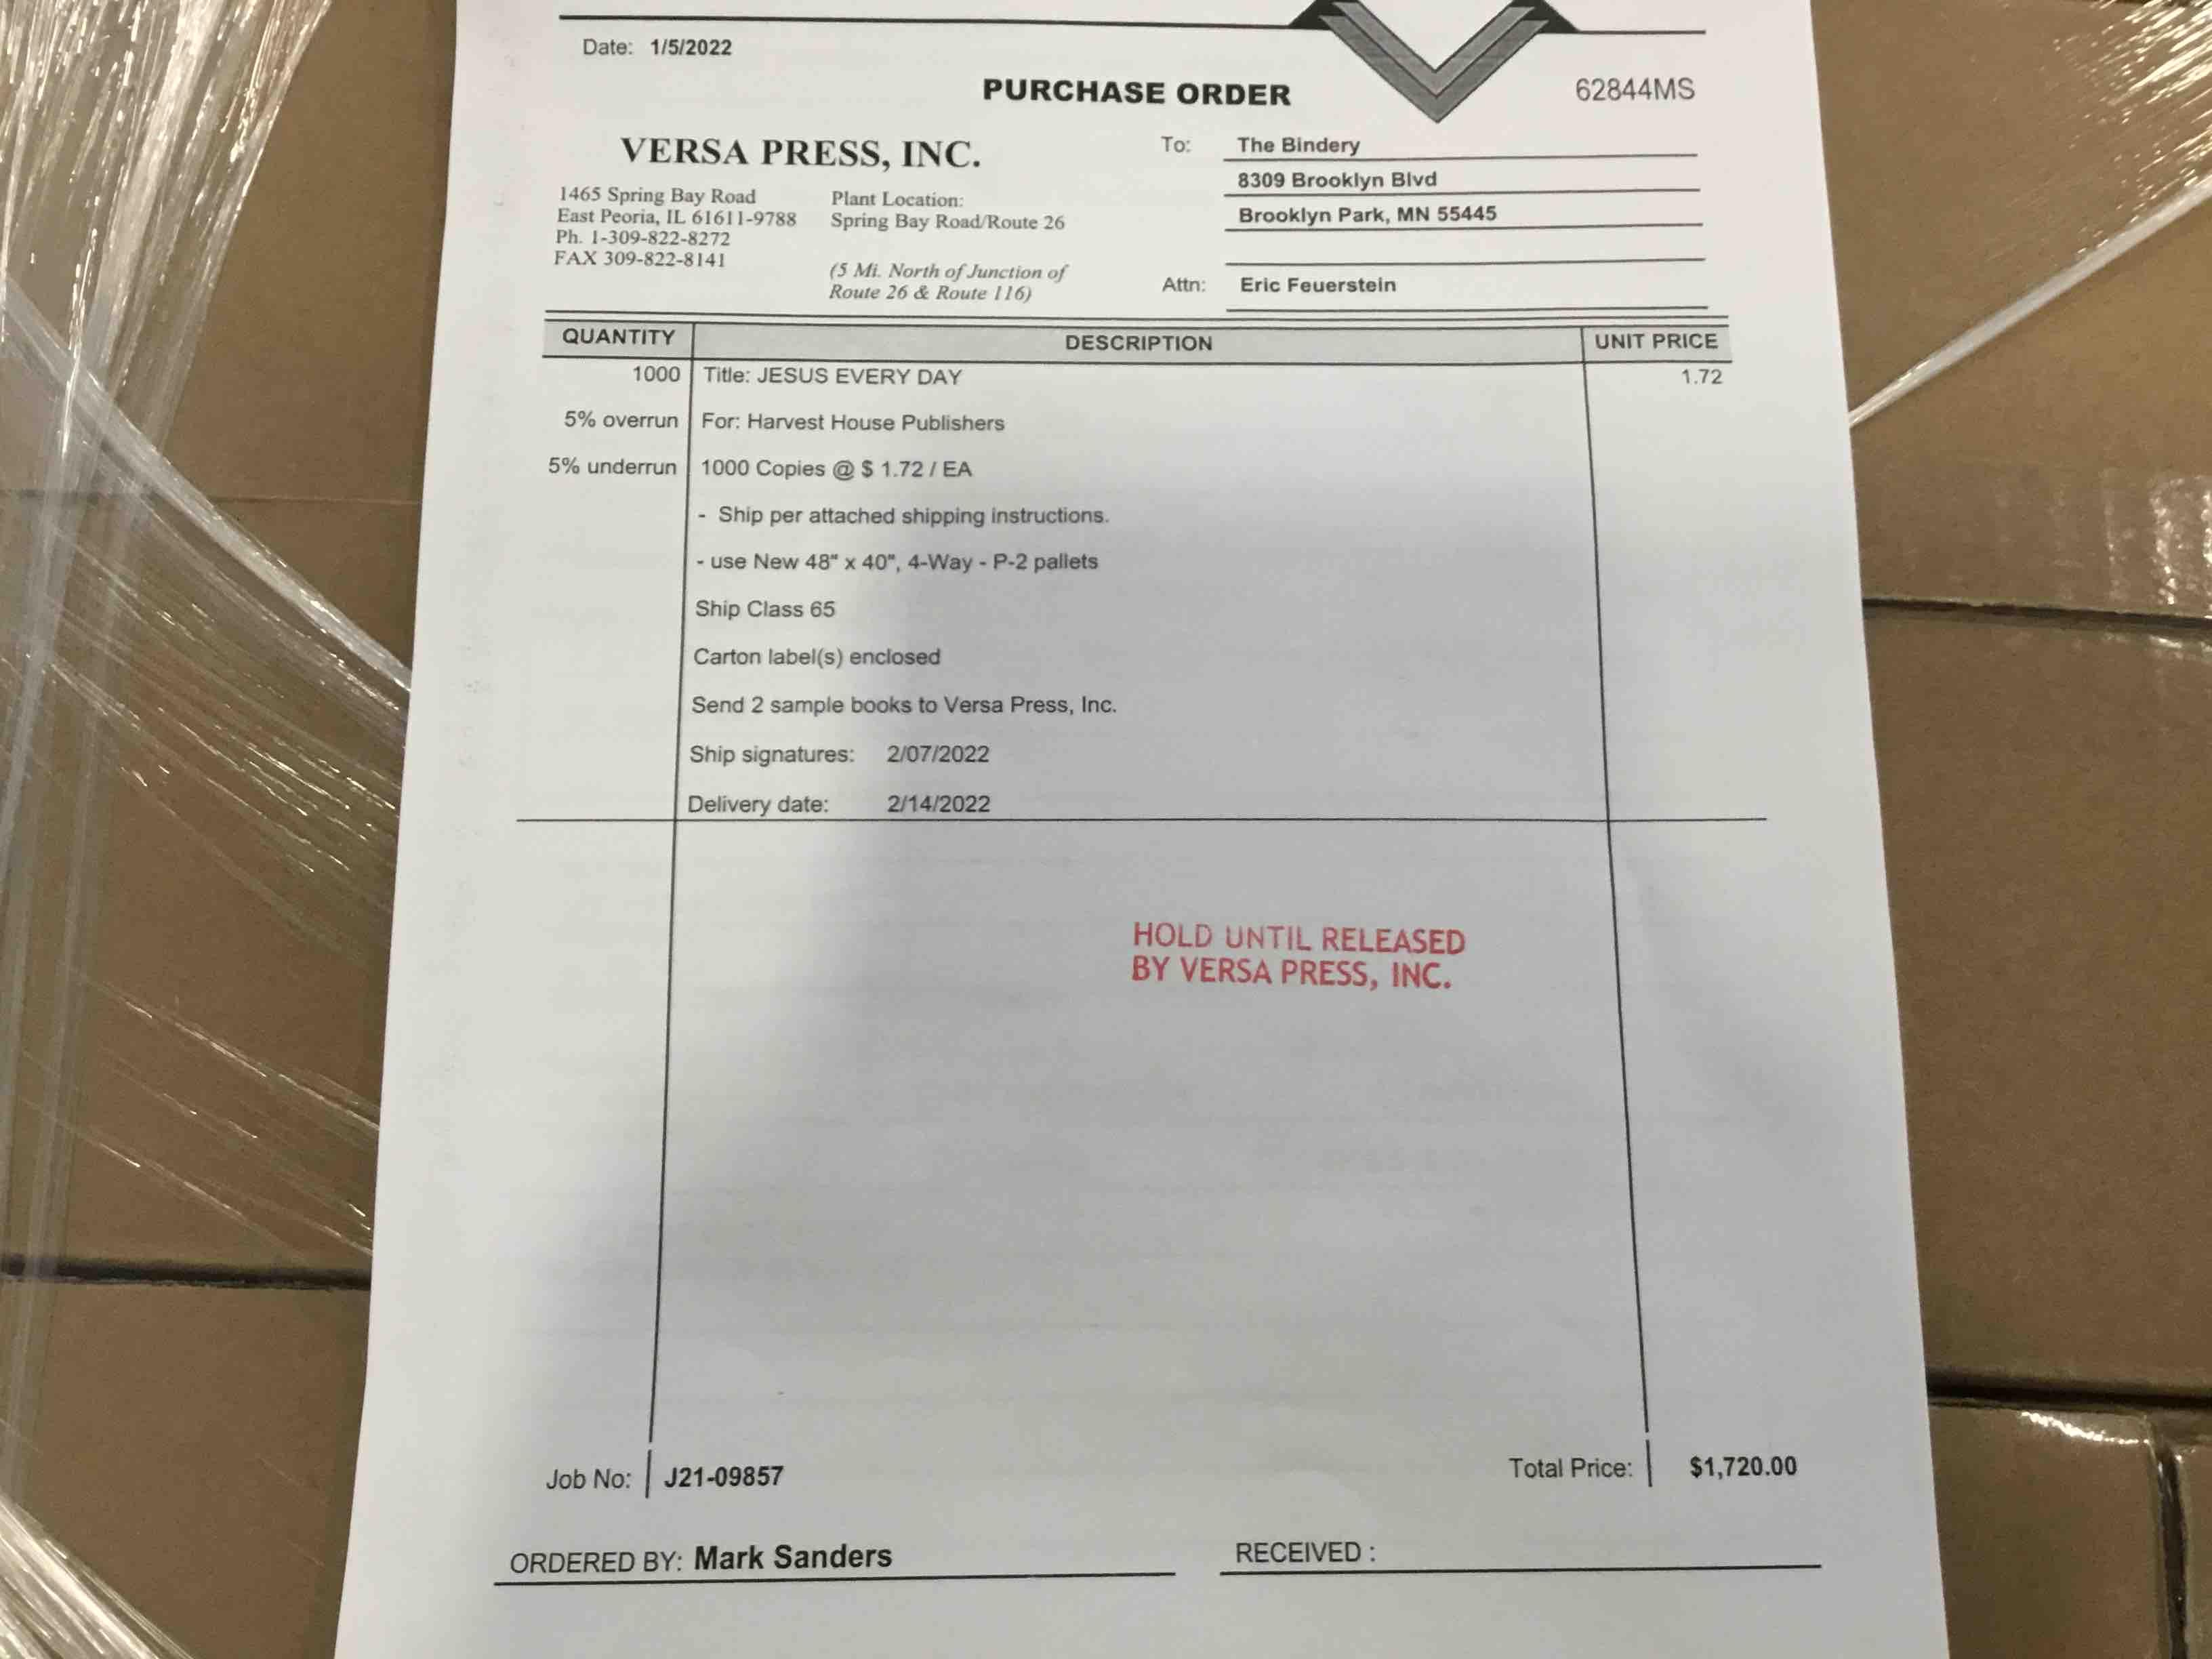 Date: 1/5/2022
PURCHASE ORDER
62844MS
VERSA PRESS, INC.
1465 Spring Bay Road
East Peoria, IL 61611-9788
Ph. 1-309-822-8272
FAX 309-822-8141
Plant Location:
Spring Bay Road/Route 26
(5 Mi. North of Junction of
Route 26 & Route 116)
To: The Bindery
8309 Brooklyn Blvd
Brooklyn Park, MN 55445
Attn: Eric Feuerstein
QUANTITY DESCRIPTION UNIT PRICE
1000 Title: JESUS EVERY DAY 1.72
5% overrun For: Harvest House Publishers
5% underrun 1000 Copies @ $ 1.72 / EA
- Ship per attached shipping instructions.
- use New 48" x 40", 4-Way - P-2 pallets
Ship Class 65
Carton label(s) enclosed
Send 2 sample books to Versa Press, Inc.
Ship signatures: 2/07/2022
Delivery date: 2/14/2022
HOLD UNTIL RELEASED
BY VERSA PRESS, INC.
Job No: J21-09857 Total Price: $1,720.00
ORDERED BY: Mark Sanders RECEIVED :